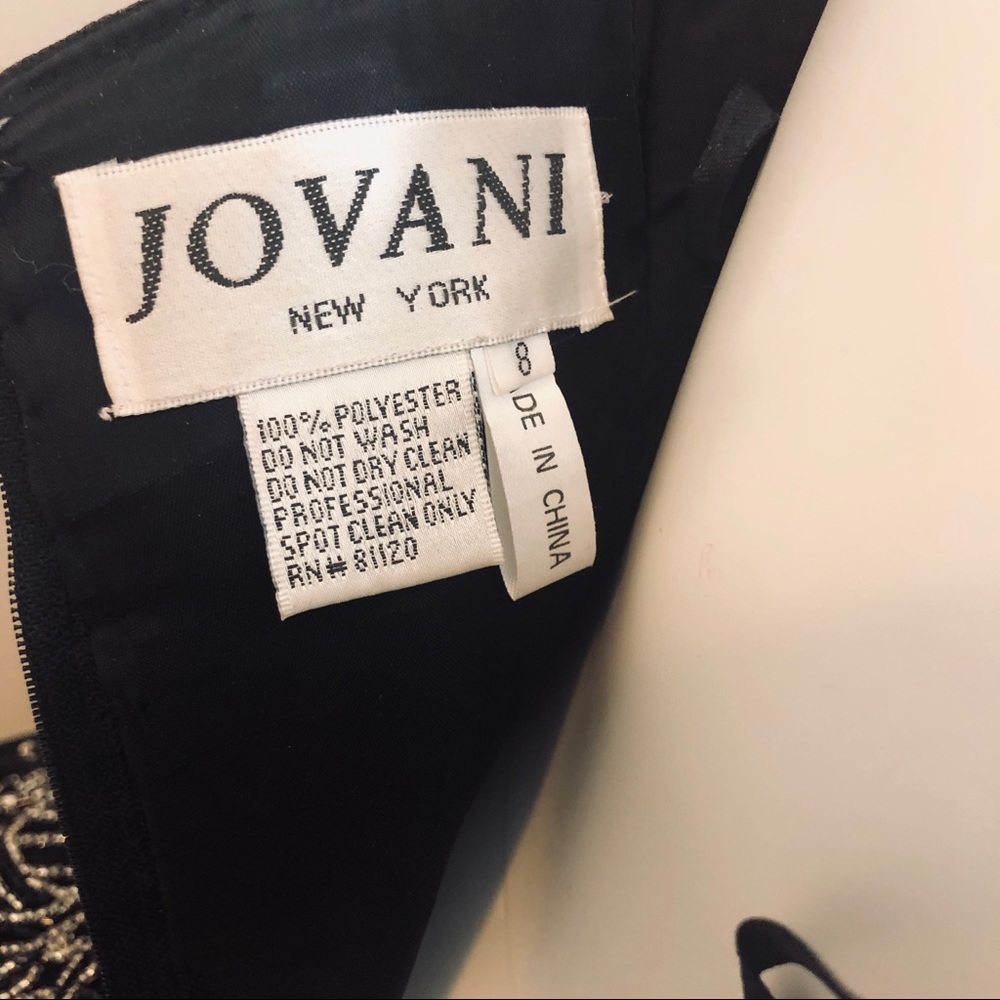 JOVANI
NEW YORK
8
100% POLYESTER
DO NOT WASH
DO NOT DRY CLEAN
PROFESSIONAL
SPOT CLEAN ONLY
RN# 81120
DE IN CHINA